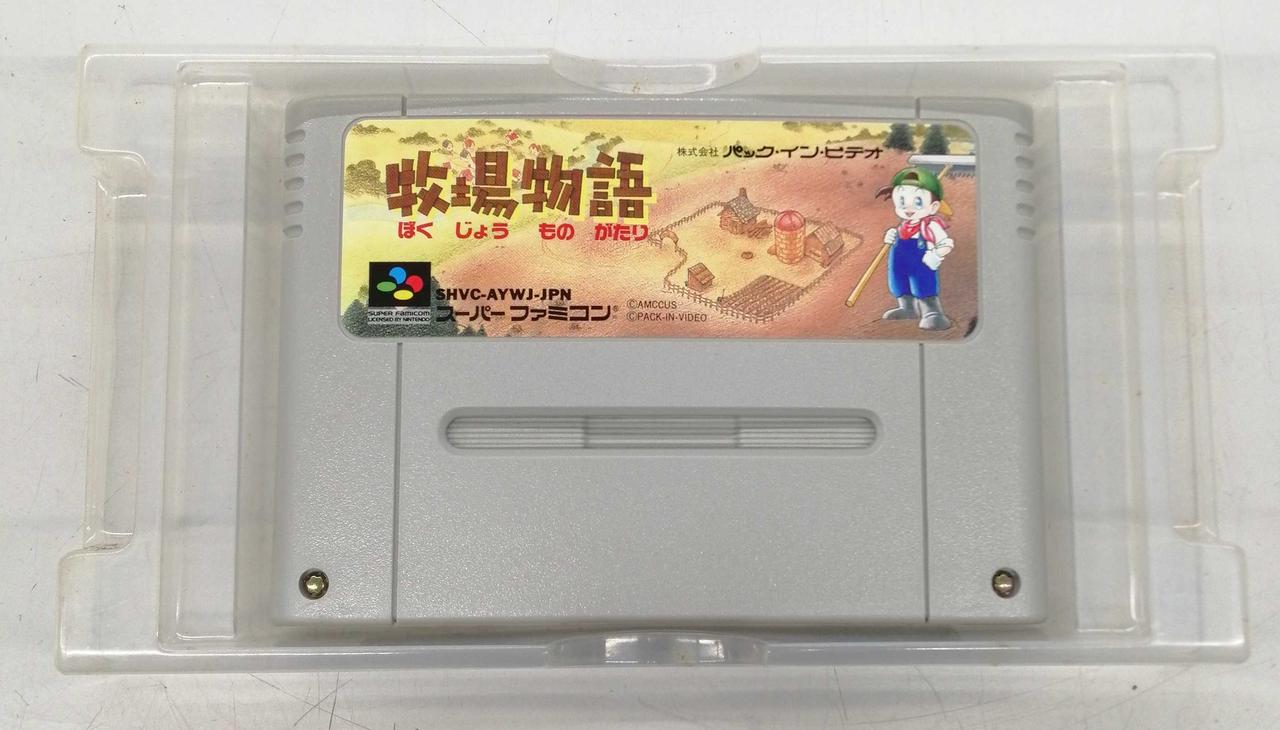 株式会社 パック・イン・ビデオ
牧場物語
ぼく じょう もの がたり
SHVC-AYWJ-JPN
スーパーファミコン®
SUPER FAMICOM
LICENSED BY NINTENDO
©AMCCUS
©PACK-IN-VIDEO